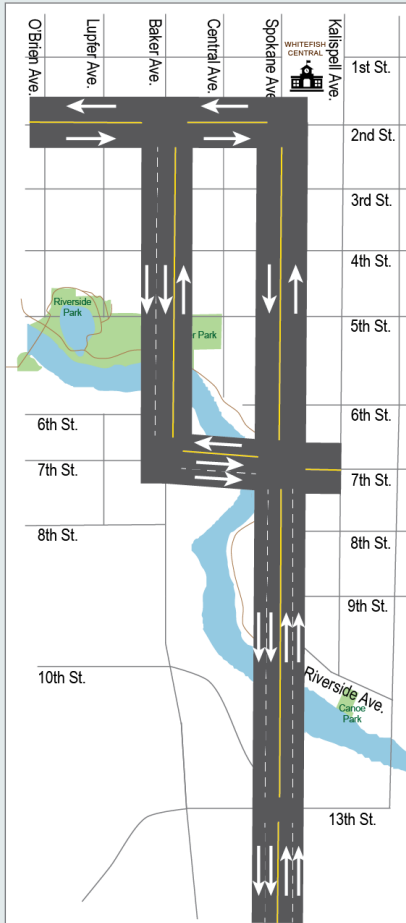 O'Brien Ave.
Lupfer Ave.
Baker Ave.
Central Ave.
Spokane Ave
Kalispell Ave.
WHITEFISH
CENTRAL
1st St.
2nd St.
3rd St.
4th St.
Riverside
Park
r Park
5th St.
6th St.
6th St.
7th St.
7th St.
8th St.
8th St.
9th St.
10th St.
Riverside Ave.
Canoe
Park
13th St.